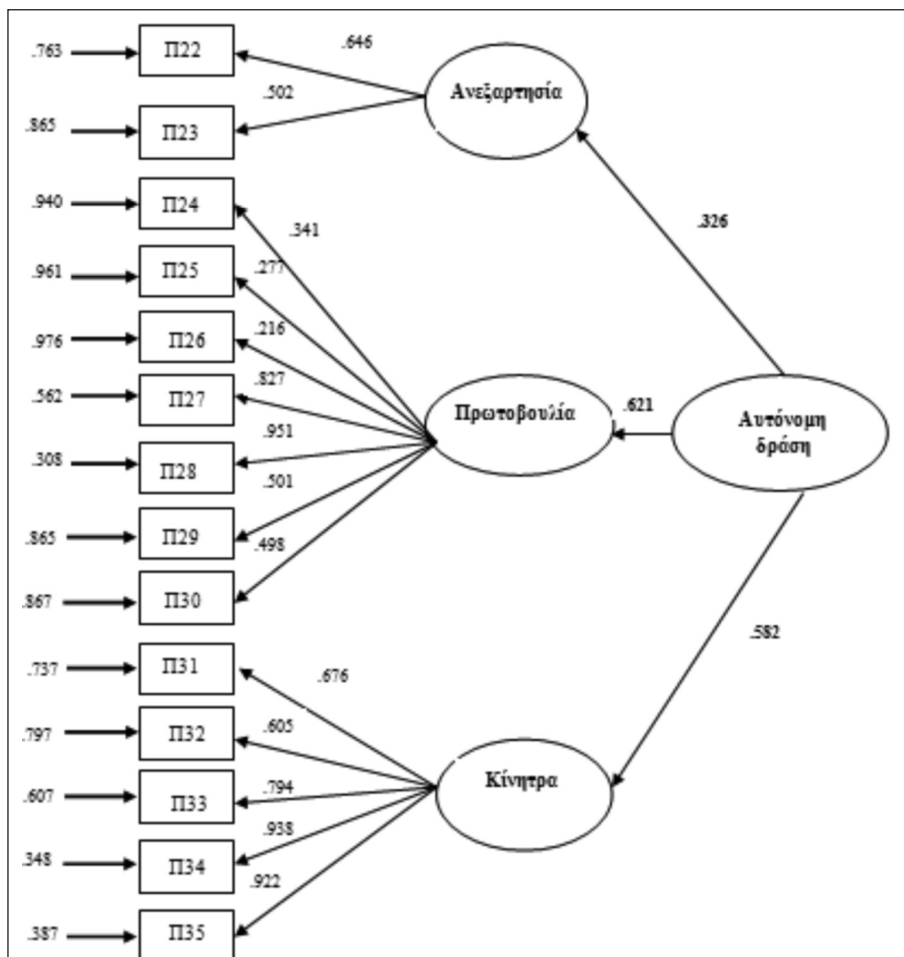 .763
Π22
.646
Ανεξαρτησία
.502
.865
Π23
.940
Π24
.341
.326
.961
Π25
.277
.976
Π26
.216
.562
Π27
.827
Πρωτοβουλία
.621
Αυτόνομη
δράση
.308
Π28
.951
.865
Π29
.501
.867
Π30
.498
.582
.737
Π31
.676
.797
Π32
.605
.607
Π33
.794
Κίνητρα
.348
Π34
.938
.387
Π35
.922